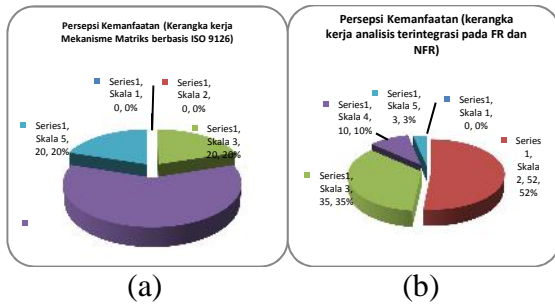 Persepsi Kemanfaatan (Kerangka kerja
Mekanisme Matriks berbasis ISO 9126)
Series1,
Skala 1,
0, 0%
Series1,
Skala 2,
0, 0%
Series1,
Skala 5,
20, 20%
Series1,
Skala 3,
20, 20%
(a)
Persepsi Kemanfaatan (kerangka
kerja analisis terintegrasi pada FR dan
NFR)
Series1,
Skala 5,
3, 3%
Series1,
Skala 1,
0, 0%
Series1,
Skala 4,
10, 10%
Series
1,
Skala
2, 52,
52%
Series1,
Skala 3,
35, 35%
(b)